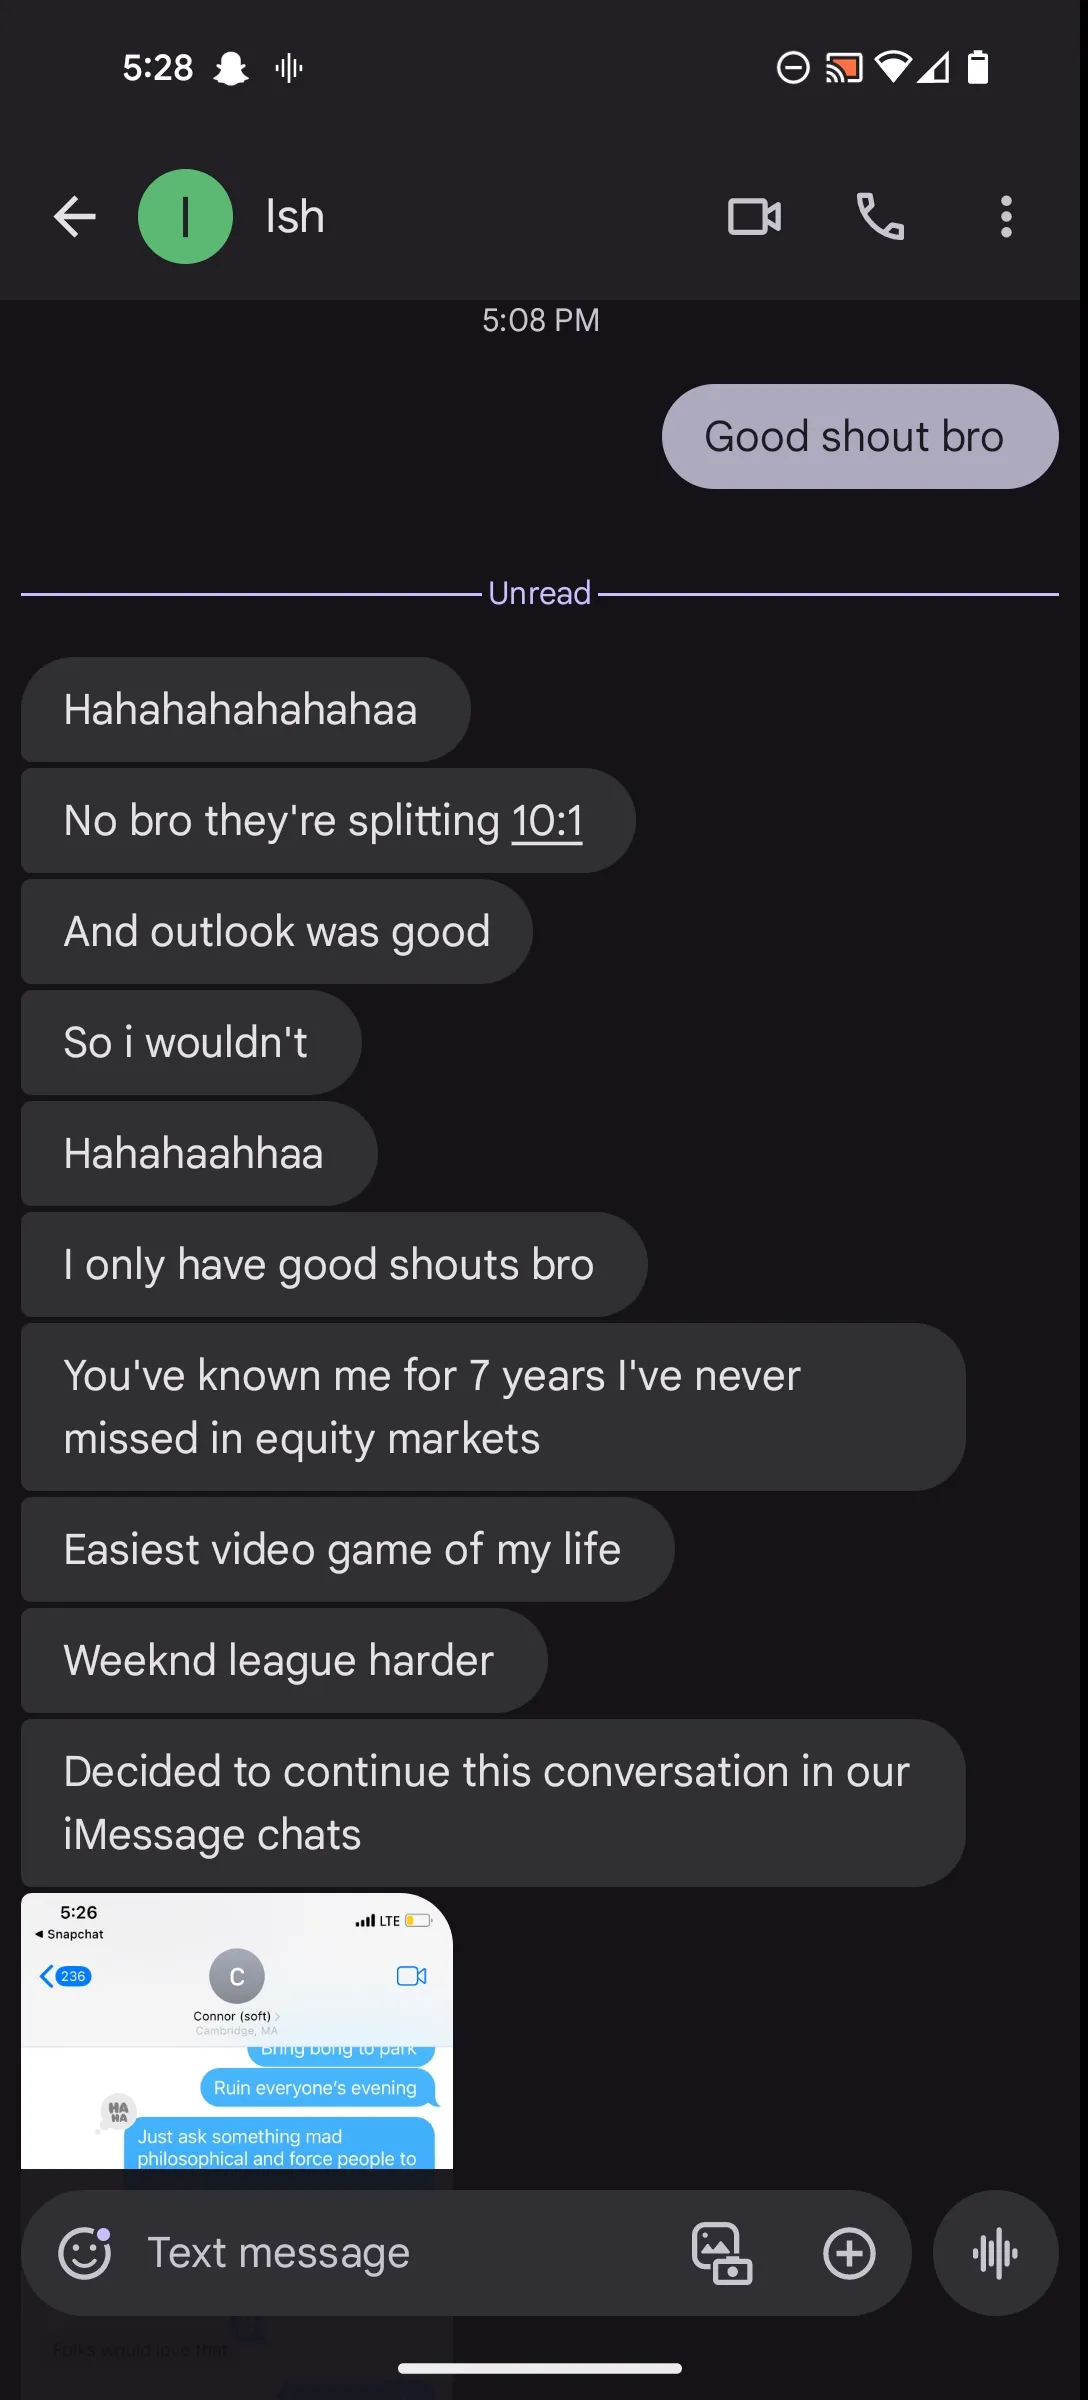 5:28
I
Ish
5:08 PM
Good shout bro
Unread
Hahahahahahahaa
No bro they're splitting 10:1
And outlook was good
So i wouldn't
Hahahaahhaa
I only have good shouts bro
You've known me for 7 years I've never
missed in equity markets
Easiest video game of my life
Weeknd league harder
Decided to continue this conversation in our
iMessage chats
5:26
LTE
◂ Snapchat
236
C
Connor (soft)
Cambridge, MA
Bring bong to park
Ruin everyone's evening
HA
HA
Just ask something mad
philosophical and force people to
Text message
Folks would love that